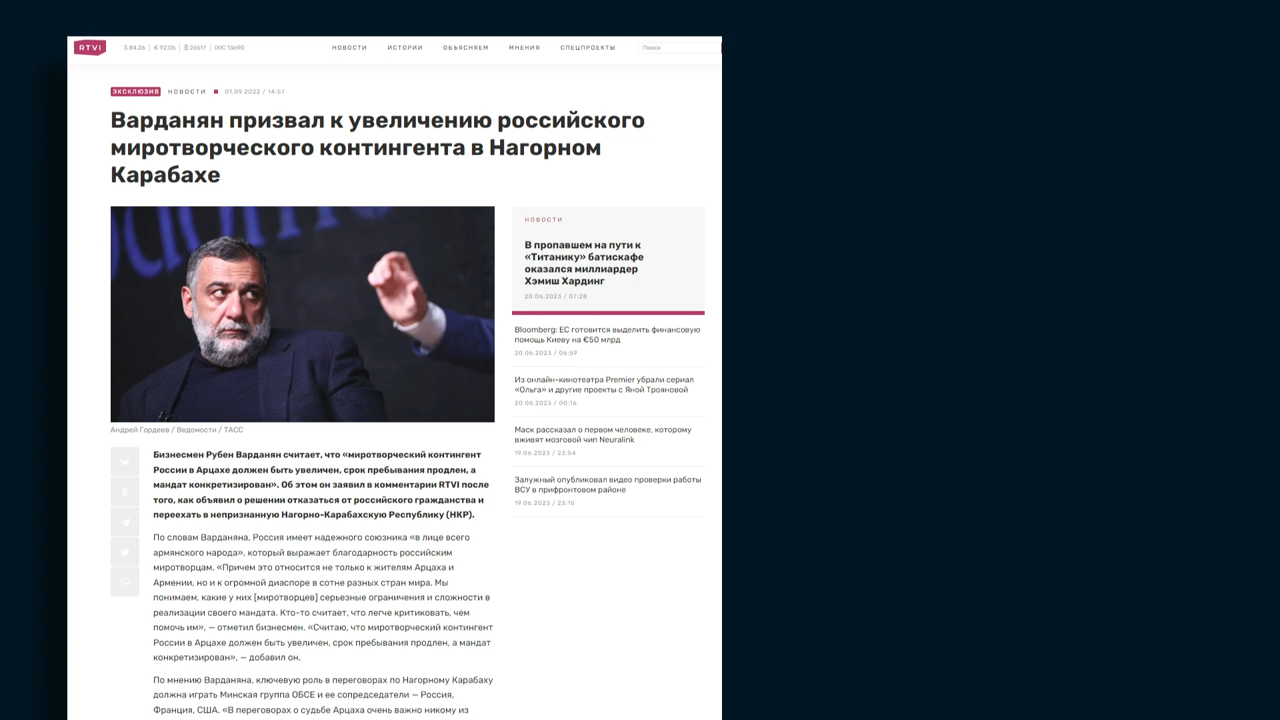 RTVI
$ 84.26 | € 92.05 | ₿ 26517 | IXIC 13690
НОВОСТИ ИСТОРИИ ОБЪЯСНЯЕМ МНЕНИЯ СПЕЦПРОЕКТЫ
Поиск
ЭКСКЛЮЗИВ НОВОСТИ 01.09.2022 / 14:57
Варданян призвал к увеличению российского
миротворческого контингента в Нагорном
Карабахе
Андрей Гордеев / Ведомости / ТАСС
Бизнесмен Рубен Варданян считает, что «миротворческий контингент
России в Арцахе должен быть увеличен, срок пребывания продлен, а
мандат конкретизирован». Об этом он заявил в комментарии RTVI после
того, как объявил о решении отказаться от российского гражданства и
переехать в непризнанную Нагорно-Карабахскую Республику (НКР).
По словам Варданяна, Россия имеет надежного союзника «в лице всего
армянского народа», который выражает благодарность российским
миротворцам. «Причем это относится не только к жителям Арцаха и
Армении, но и к огромной диаспоре в сотне разных стран мира. Мы
понимаем, какие у них [миротворцев] серьезные ограничения и сложности в
реализации своего мандата. Кто-то считает, что легче критиковать, чем
помочь им», — отметил бизнесмен. «Считаю, что миротворческий контингент
России в Арцахе должен быть увеличен, срок пребывания продлен, а мандат
конкретизирован», — добавил он.
По мнению Варданяна, ключевую роль в переговорах по Нагорному Карабаху
должна играть Минская группа ОБСЕ и ее сопредседатели — Россия,
Франция, США. «В переговорах о судьбе Арцаха очень важно никому из
НОВОСТИ
В пропавшем на пути к
«Титанику» батискафе
оказался миллиардер
Хэмиш Хардинг
20.06.2023 / 07:28
Bloomberg: ЕС готовится выделить финансовую
помощь Киеву на €50 млрд
20.06.2023 / 06:59
Из онлайн-кинотеатра Premier убрали сериал
«Ольга» и другие проекты с Яной Трояновой
20.06.2023 / 00:16
Маск рассказал о первом человеке, которому
вживят мозговой чип Neuralink
19.06.2023 / 23:54
Залужный опубликовал видео проверки работы
ВСУ в прифронтовом районе
19.06.2023 / 23:15